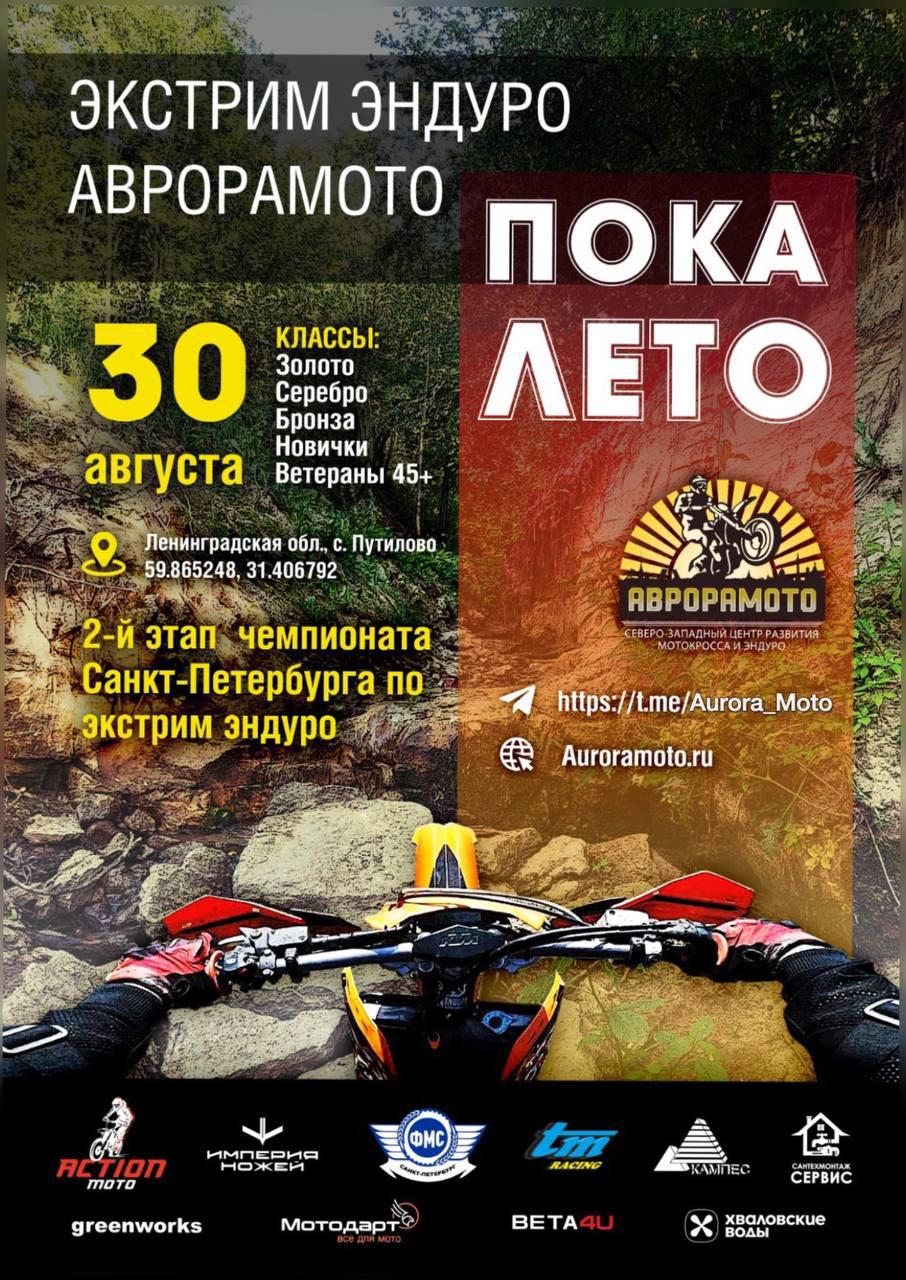 ЭКСТРИМ ЭНДУРО
АВРОРАМОТО
ПОКА
ЛЕТО
30
августа
КЛАССЫ:
Золото
Серебро
Бронза
Новички
Ветераны 45+
Ленинградская обл., с. Путилово
59.865248, 31.406792
2-й этап чемпионата
Санкт-Петербурга по
экстрим эндуро
АВРОРАМОТО
СЕВЕРО-ЗАПАДНЫЙ ЦЕНТР РАЗВИТИЯ
МОТОКРОССА И ЭНДУРО
https://t.me/Aurora_Moto
Auroramoto.ru
KTM
ACTION
MOTO
ИМПЕРИЯ
НОЖЕЙ
ФМС
САНКТ-ПЕТЕРБУРГ
tm
RACING
КАМПЕС
САНТЕХМОНТАЖ
СЕРВИС
greenworks
Мотодарт
все для мото
BETA4U
ХВАЛОВСКИЕ
ВОДЫ